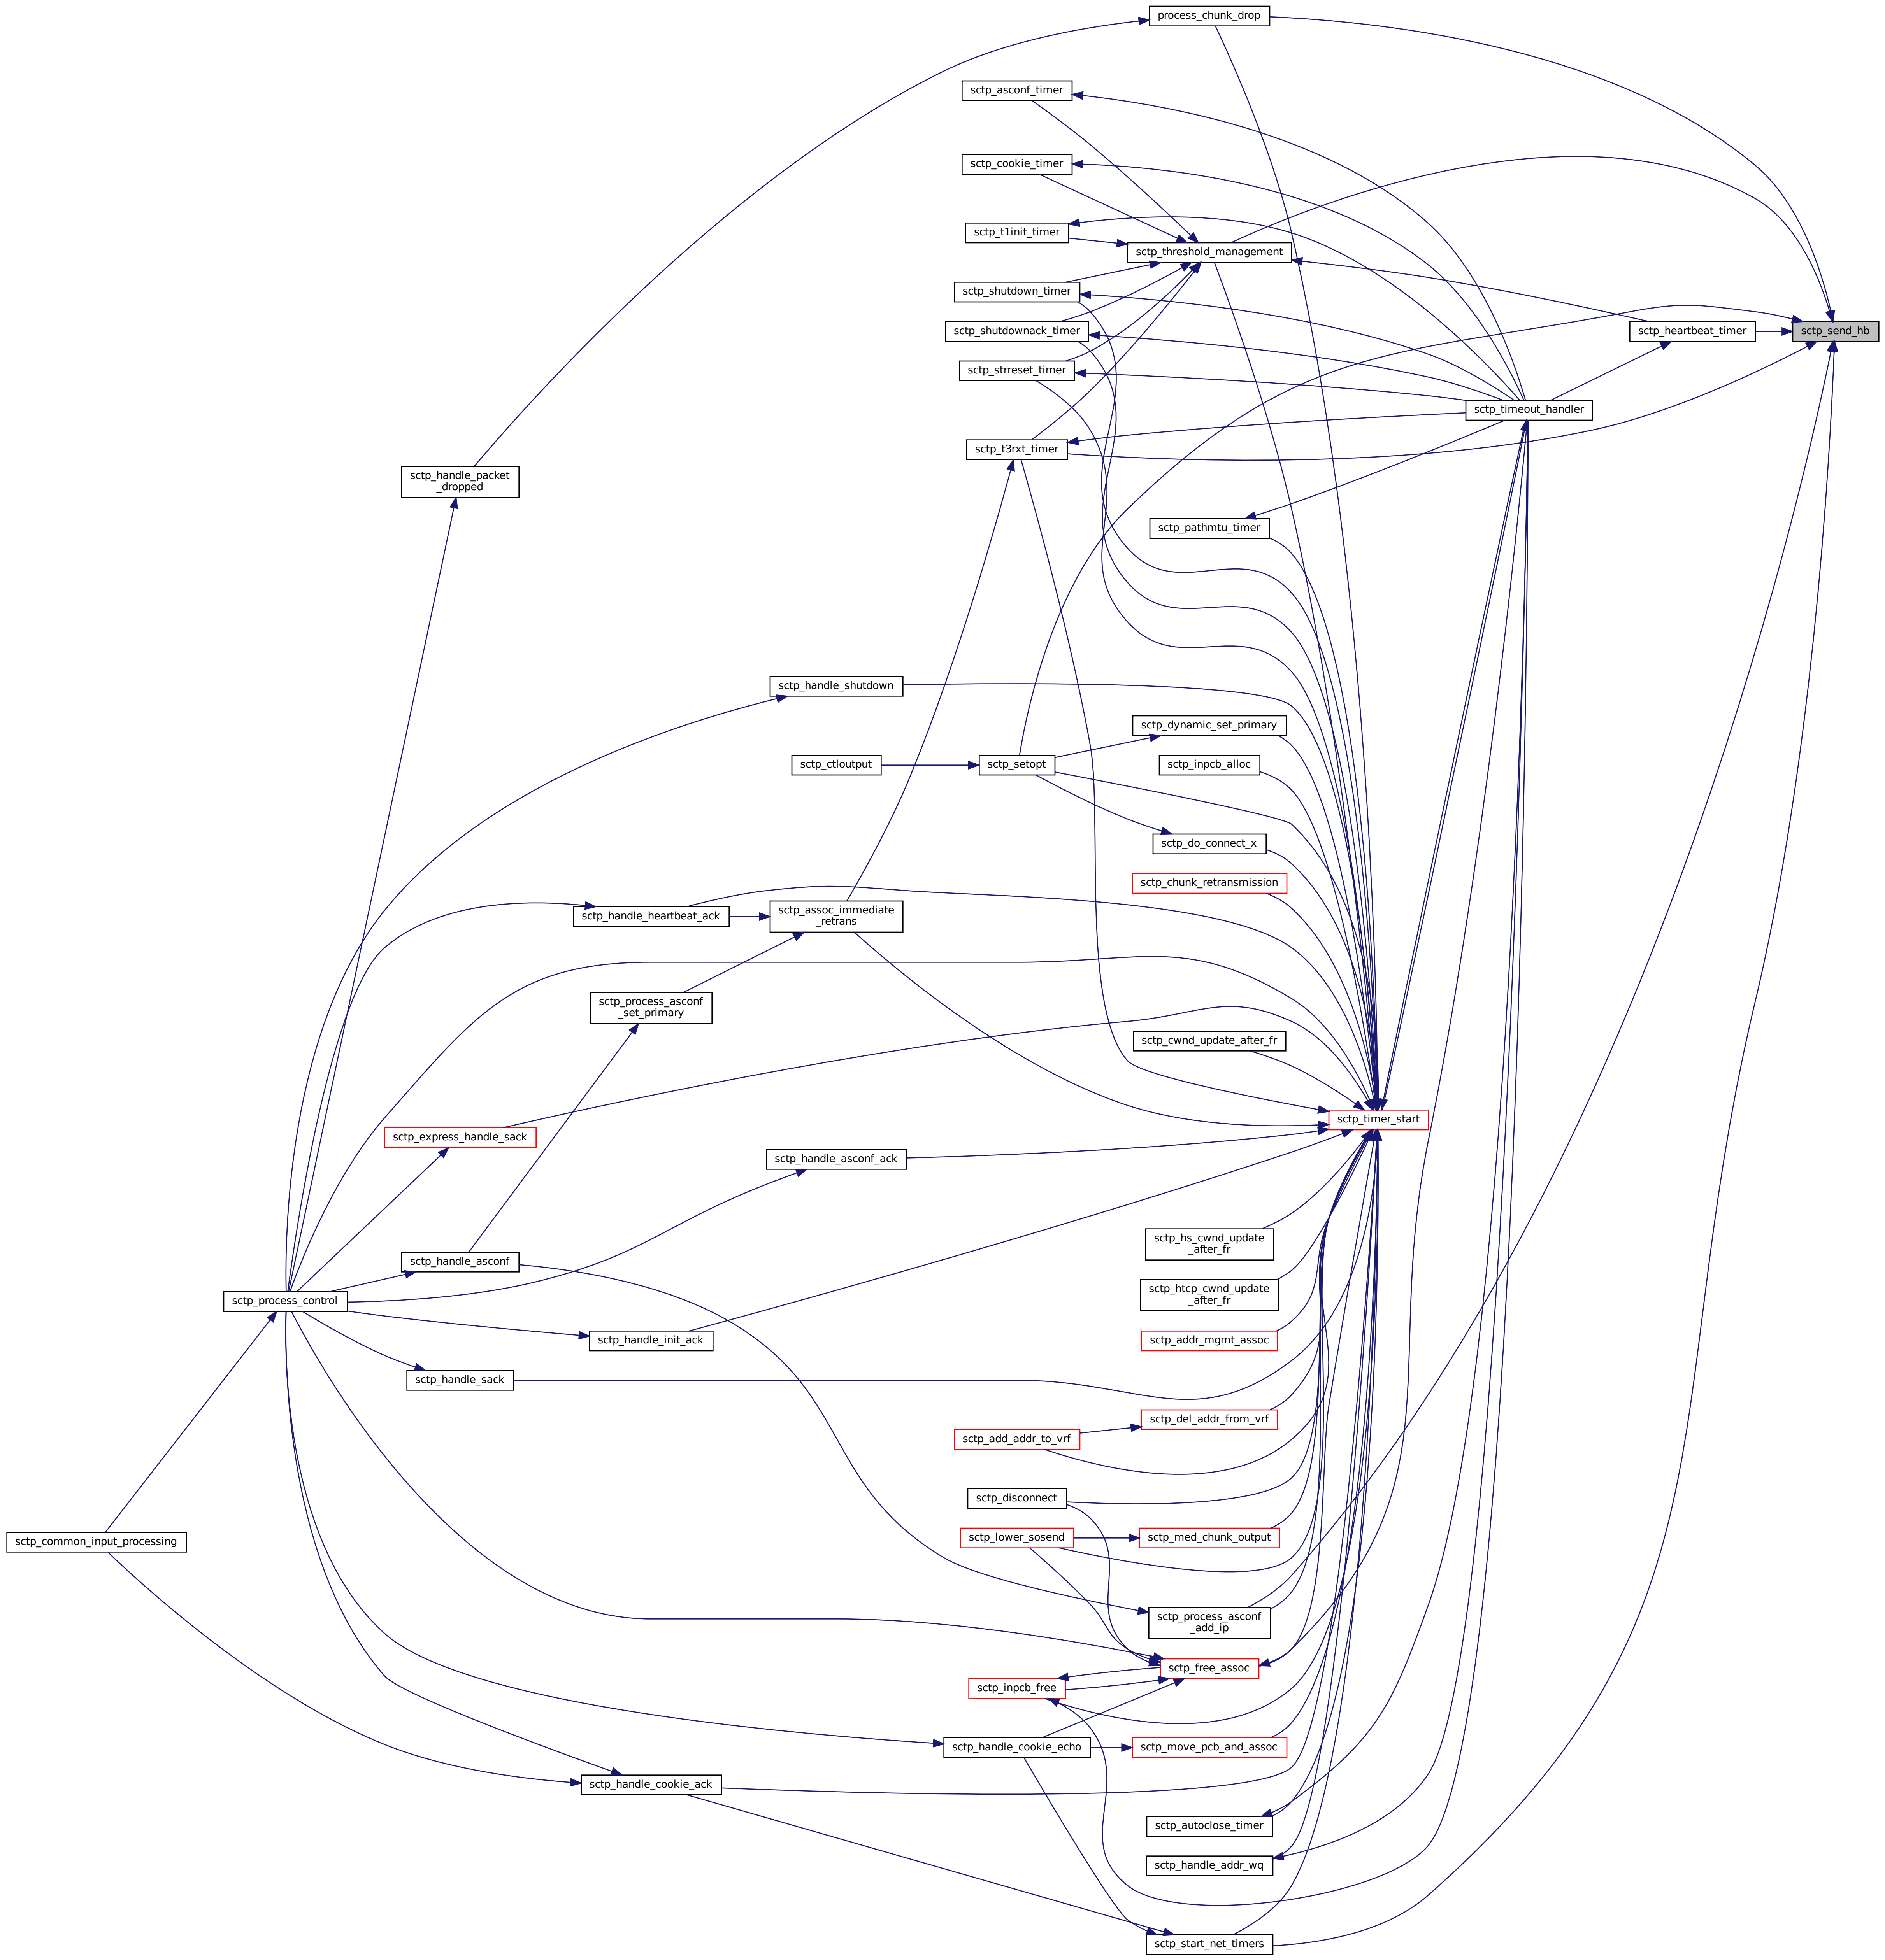 process_chunk_drop
sctp_asconf_timer
sctp_cookie_timer
sctp_t1init_timer
sctp_threshold_management
sctp_shutdown_timer
sctp_shutdownack_timer
sctp_heartbeat_timer
sctp_send_hb
sctp_strreset_timer
sctp_timeout_handler
sctp_t3rxt_timer
sctp_handle_packet
_dropped
sctp_pathmtu_timer
sctp_handle_shutdown
sctp_dynamic_set_primary
sctp_ctloutput
sctp_setopt
sctp_inpcb_alloc
sctp_do_connect_x
sctp_chunk_retransmission
sctp_handle_heartbeat_ack
sctp_assoc_immediate
_retrans
sctp_process_asconf
_set_primary
sctp_cwnd_update_after_fr
sctp_timer_start
sctp_express_handle_sack
sctp_handle_asconf_ack
sctp_hs_cwnd_update
_after_fr
sctp_handle_asconf
sctp_process_control
sctp_htcp_cwnd_update
_after_fr
sctp_handle_init_ack
sctp_addr_mgmt_assoc
sctp_handle_sack
sctp_del_addr_from_vrf
sctp_add_addr_to_vrf
sctp_disconnect
sctp_common_input_processing
sctp_lower_sosend
sctp_med_chunk_output
sctp_process_asconf
_add_ip
sctp_free_assoc
sctp_inpcb_free
sctp_handle_cookie_echo
sctp_move_pcb_and_assoc
sctp_handle_cookie_ack
sctp_autoclose_timer
sctp_handle_addr_wq
sctp_start_net_timers